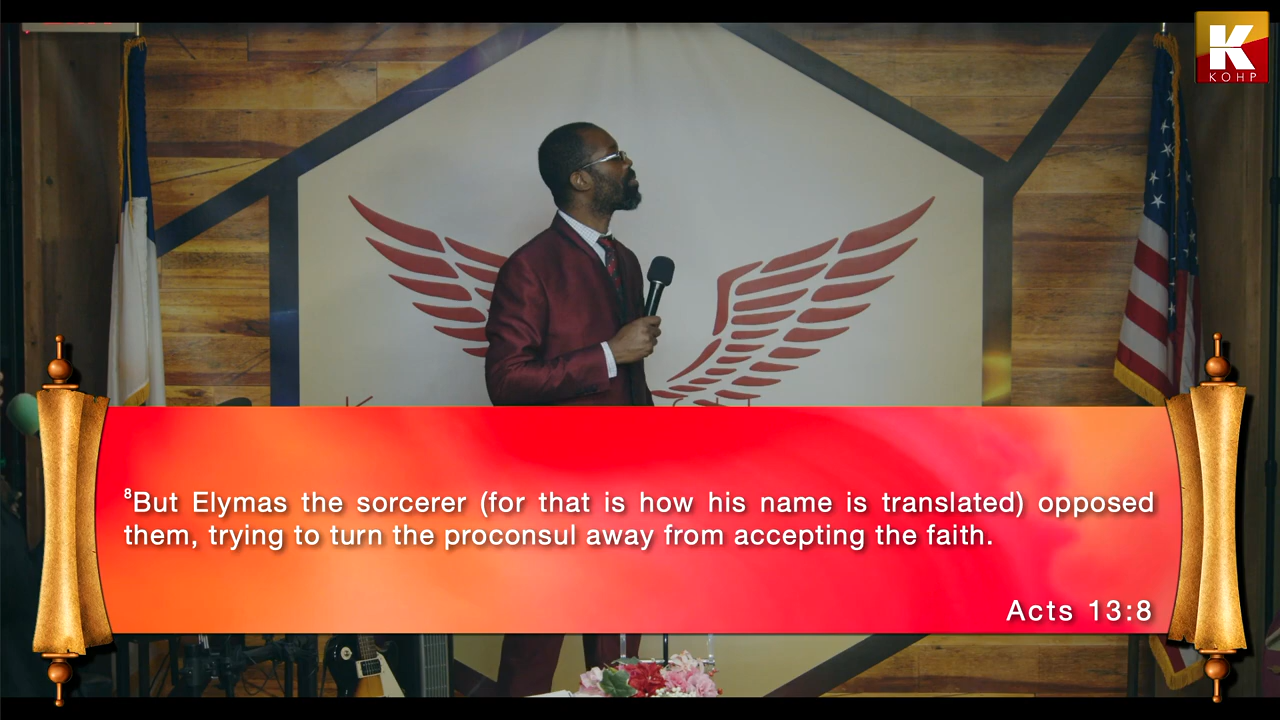 K
KOHP
⁸But Elymas the sorcerer (for that is how his name is translated) opposed
them, trying to turn the proconsul away from accepting the faith.
Acts 13:8